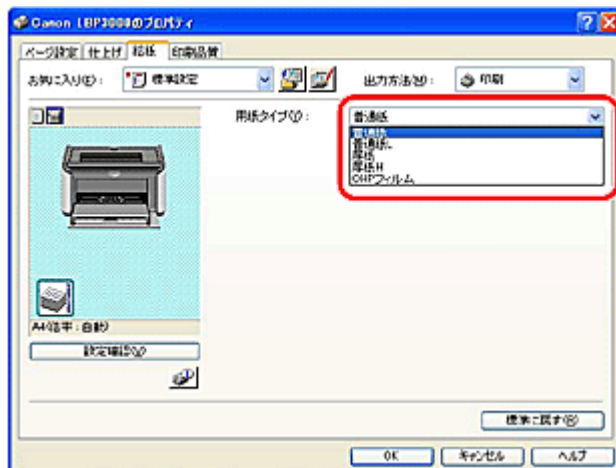 Canon LBP3000のプロパティ
ページ設定 仕上げ 給紙 印刷品質
お気に入り(E): 標準設定 出力方法(M): 印刷
用紙タイプ(Y): 普通紙
普通紙
普通紙L
厚紙
厚紙H
OHPフィルム
A4(倍率:自動)
設定確認(V)
標準に戻す(R)
OK キャンセル ヘルプ